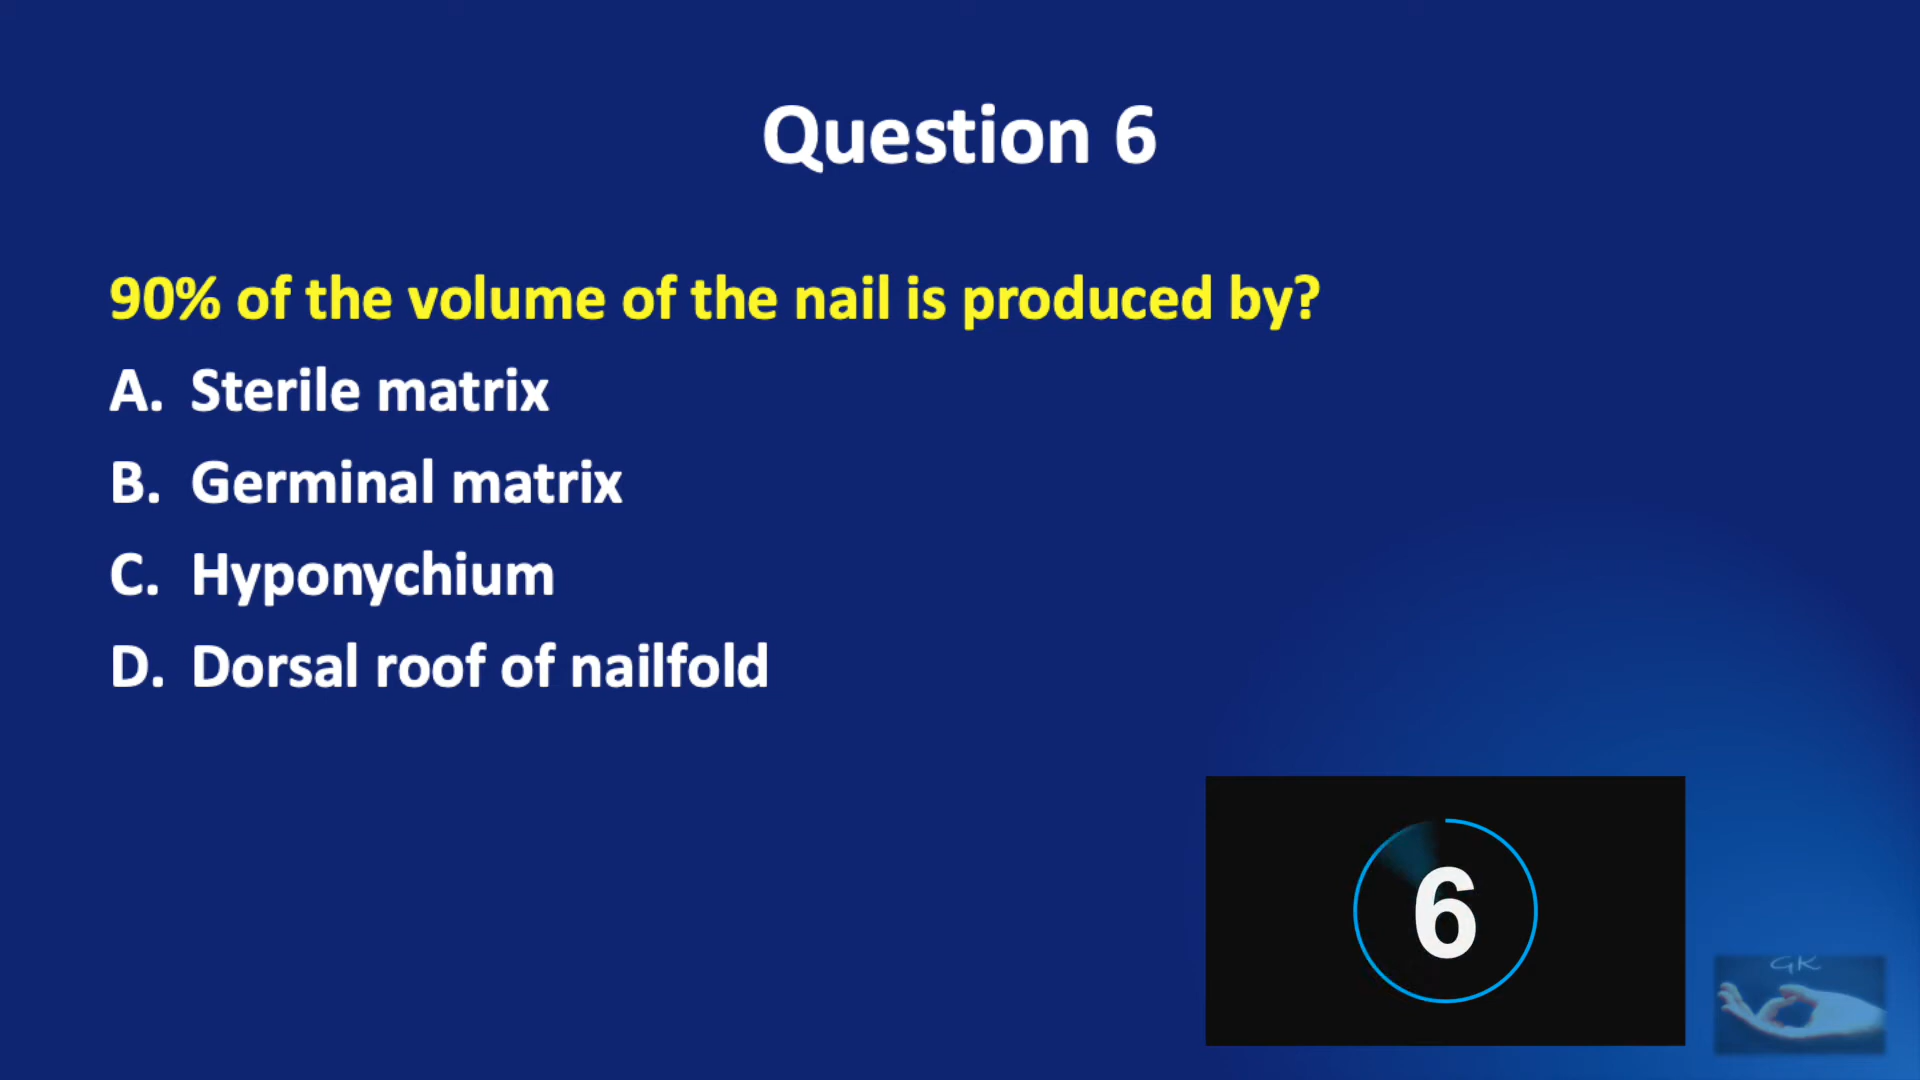 Question 6
90% of the volume of the nail is produced by?
A. Sterile matrix
B. Germinal matrix
C. Hyponychium
D. Dorsal roof of nailfold
6
GK